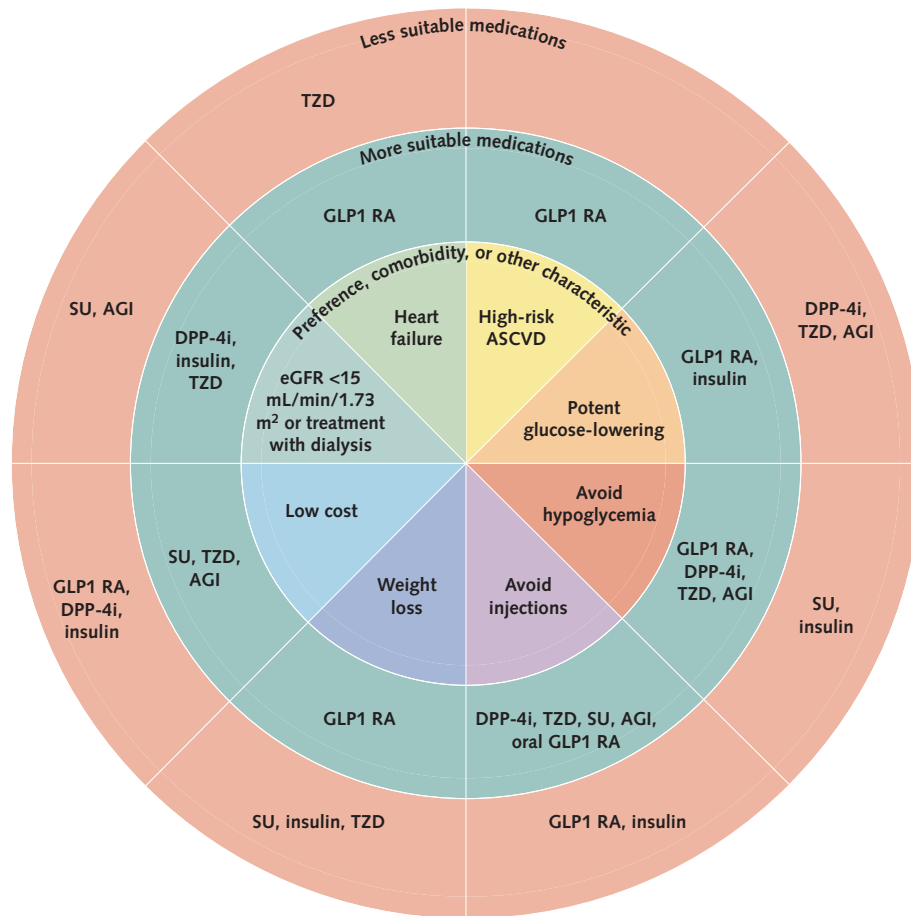 Less suitable medications
TZD
More suitable medications
GLP1 RA
GLP1 RA
Preference, comorbidity, or other characteristic
SU, AGI
DPP-4i,
TZD, AGI
DPP-4i,
insulin,
TZD
GLP1 RA,
insulin
Heart
failure
High-risk
ASCVD
eGFR <15
mL/min/1.73
m² or treatment
with dialysis
Potent
glucose-lowering
Low cost
Avoid
hypoglycemia
Weight
loss
Avoid
injections
SU, TZD,
AGI
GLP1 RA,
DPP-4i,
TZD, AGI
GLP1 RA,
DPP-4i,
insulin
SU,
insulin
GLP1 RA
DPP-4i, TZD, SU, AGI,
oral GLP1 RA
SU, insulin, TZD
GLP1 RA, insulin